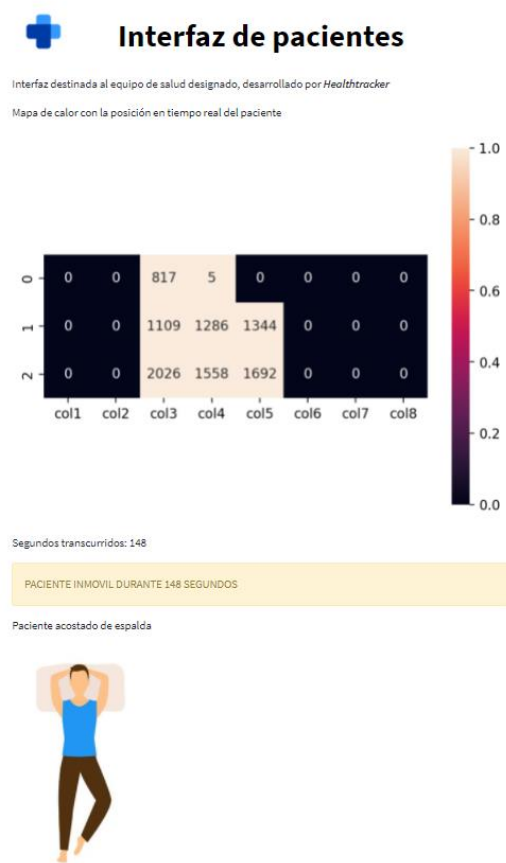 Interfaz de pacientes
Interfaz destinada al equipo de salud designado, desarrollado por Healthtracker
Mapa de calor con la posición en tiempo real del paciente
1.0
0.8
0.6
0.4
0.2
0.0
0 0 0 817 5 0 0 0 0
1 0 0 1109 1286 1344 0 0 0
2 0 0 2026 1558 1692 0 0 0
col1 col2 col3 col4 col5 col6 col7 col8
Segundos transcurridos: 148
PACIENTE INMOVIL DURANTE 148 SEGUNDOS
Paciente acostado de espalda